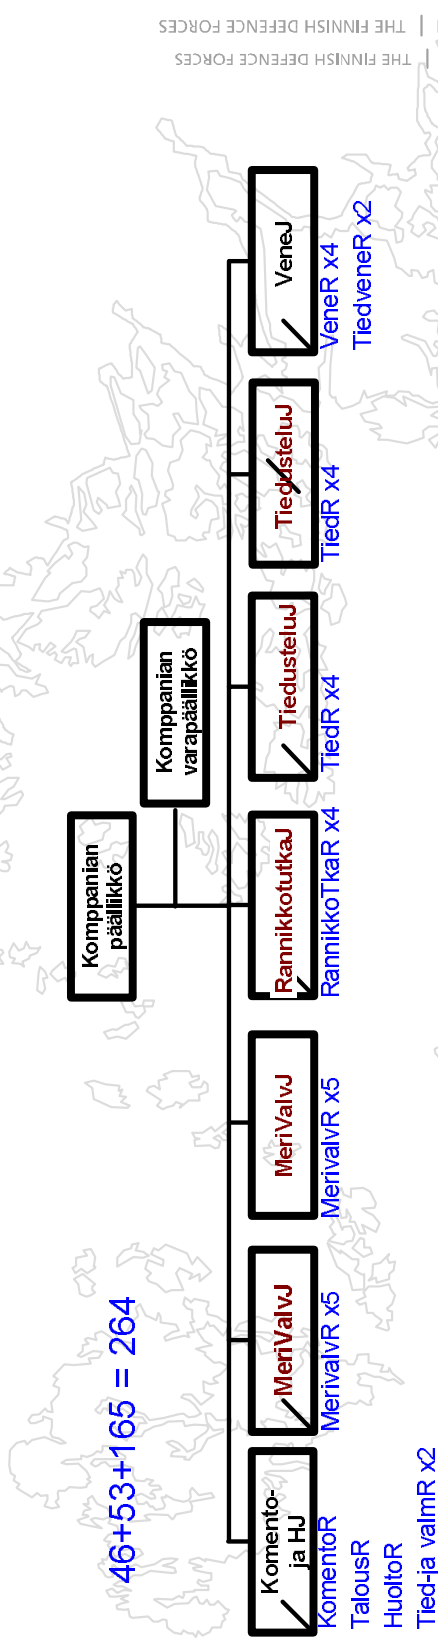 THE FINNISH DEFENCE FORCES
THE FINNISH DEFENCE FORCES
46+53+165 = 264
Komppanian
päällikkö
Komppanian
varapäällikkö
Komento-
ja HJ
KomentoR
TalousR
HuoltoR
Tied-ja valmR x2
MeriValvJ
MerivalvR x5
MeriValvJ
MerivalvR x5
RannikkotutkaJ
RannikkoTkaR x4
TiedusteluJ
TiedR x4
TiedusteluJ
TiedR x4
VeneJ
VeneR x4
TiedveneR x2